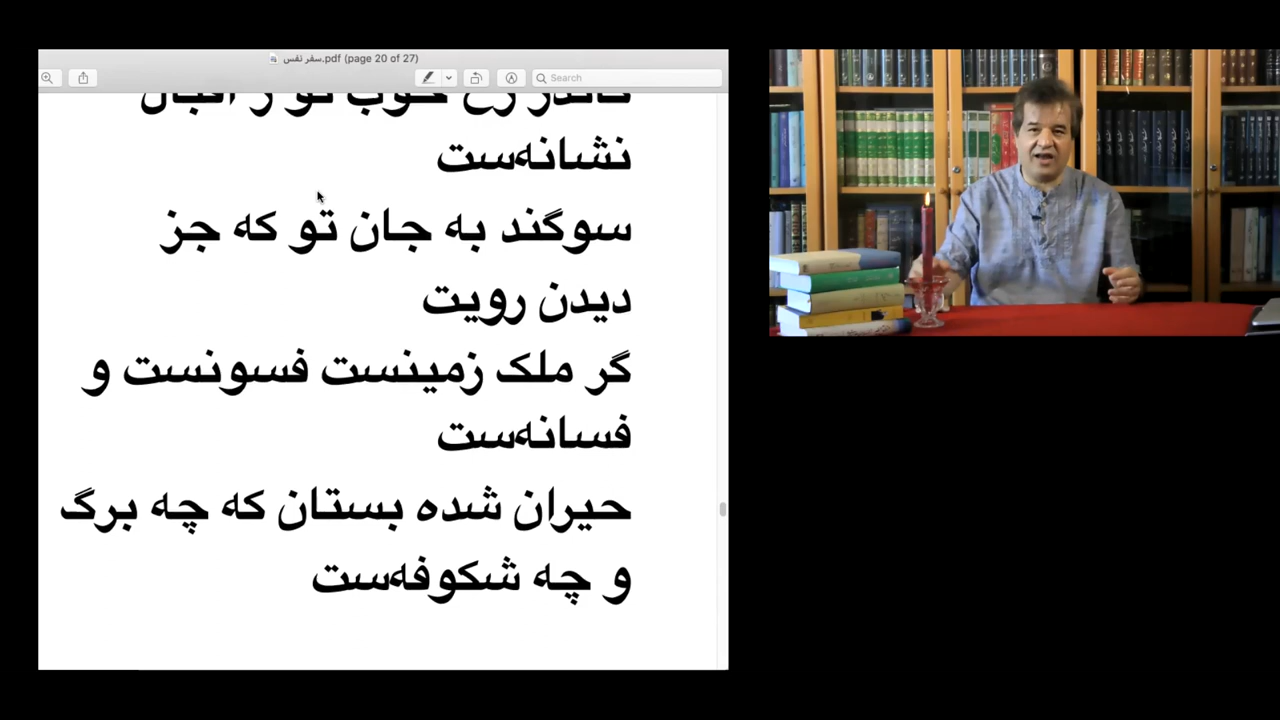 سفر نفس.pdf (page 20 of 27)
Search
نشانه‌ست
سوگند به جان تو که جز
دیدن رویت
گر ملک زمینست فسونست و
فسانه‌ست
حیران شده بستان که چه برگ
و چه شکوفه‌ست